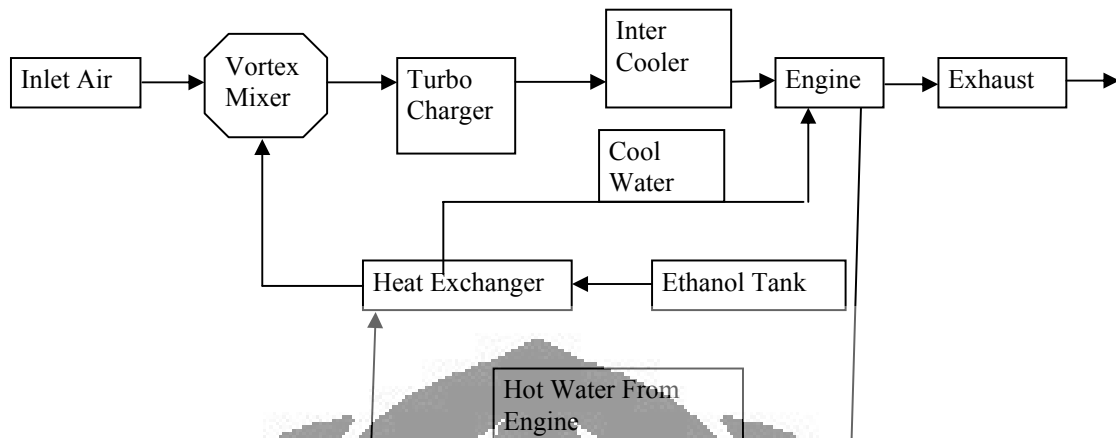 Inlet Air
Vortex
Mixer
Turbo
Charger
Inter
Cooler
Engine
Exhaust
Cool
Water
Heat Exchanger
Ethanol Tank
Hot Water From
Engine